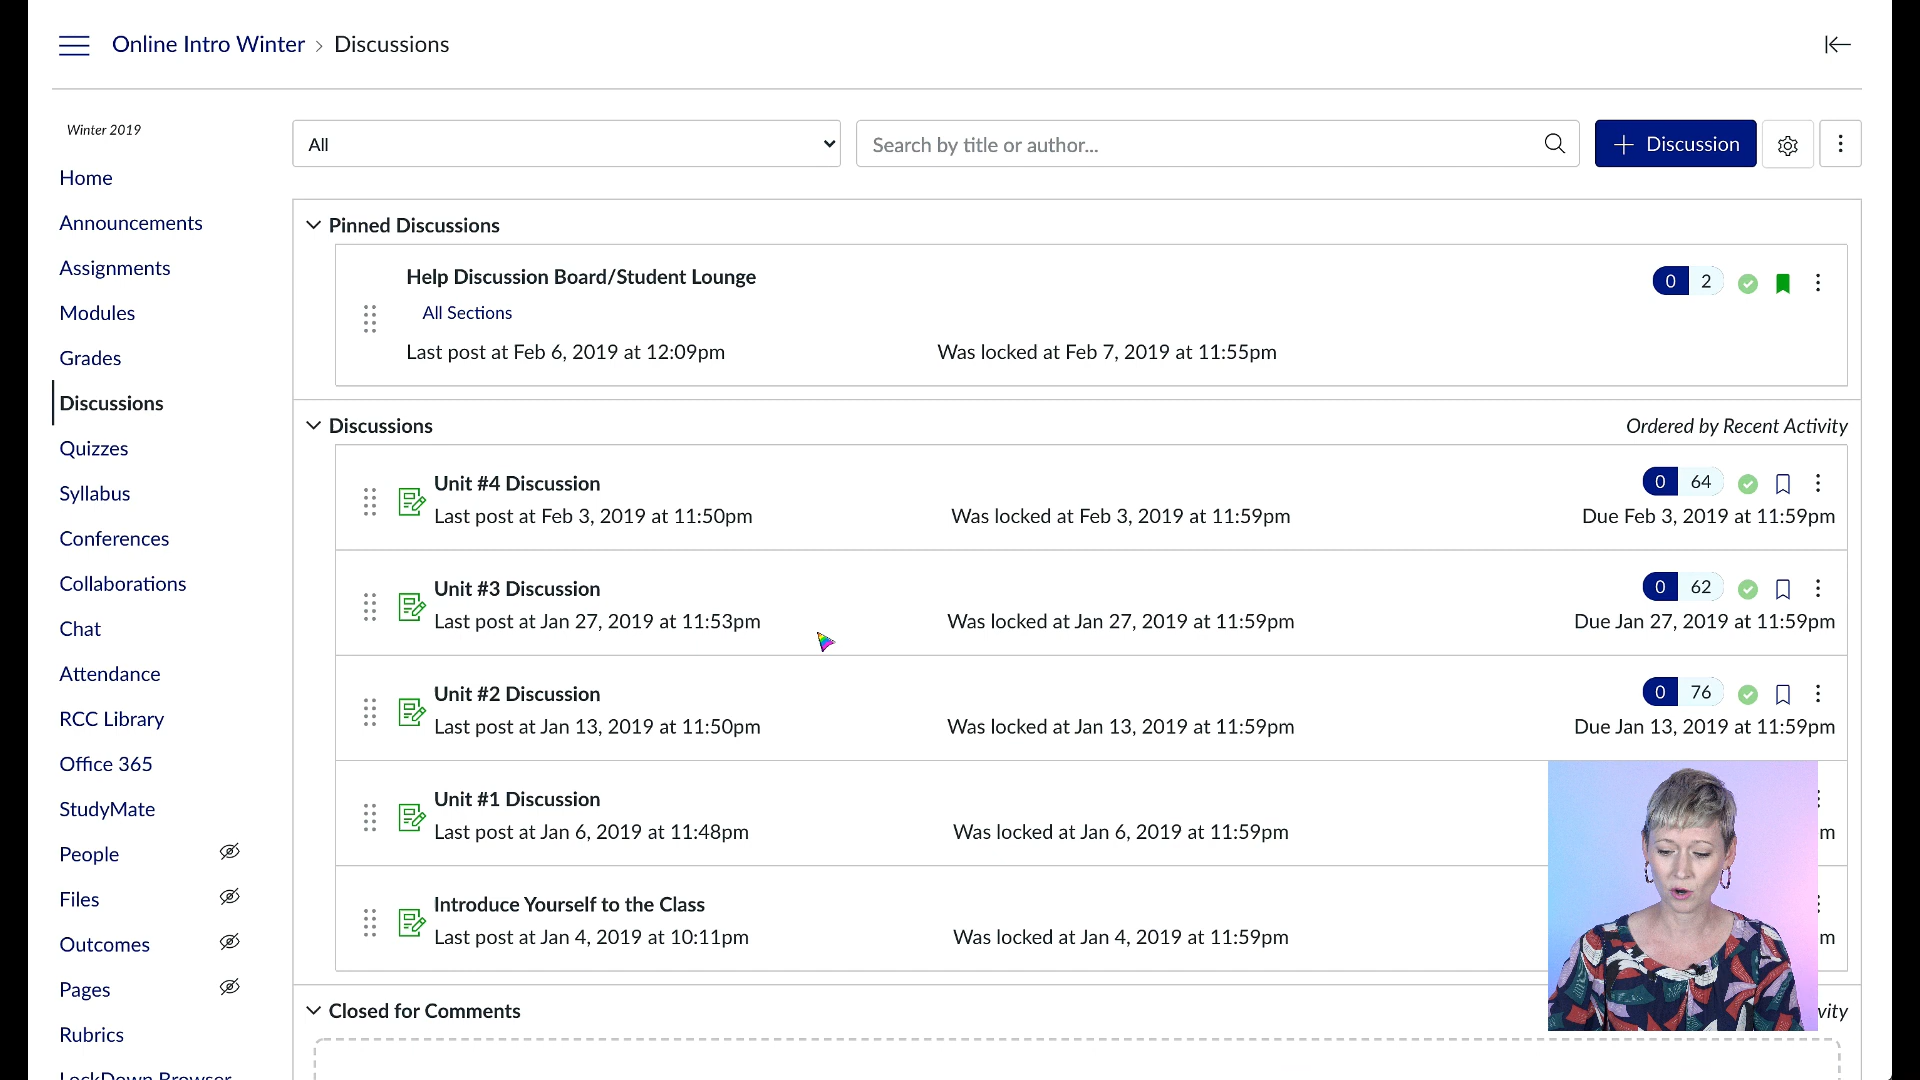 Online Intro Winter › Discussions
Winter 2019
Home
Announcements
Assignments
Modules
Grades
Discussions
Quizzes
Syllabus
Conferences
Collaborations
Chat
Attendance
RCC Library
Office 365
StudyMate
People
Files
Outcomes
Pages
Rubrics
LockDown Browser
All
Search by title or author...
Discussion
Pinned Discussions
Help Discussion Board/Student Lounge
0 2
All Sections
Last post at Feb 6, 2019 at 12:09pm Was locked at Feb 7, 2019 at 11:55pm
Discussions Ordered by Recent Activity
Unit #4 Discussion 0 64
Last post at Feb 3, 2019 at 11:50pm Was locked at Feb 3, 2019 at 11:59pm Due Feb 3, 2019 at 11:59pm
Unit #3 Discussion 0 62
Last post at Jan 27, 2019 at 11:53pm Was locked at Jan 27, 2019 at 11:59pm Due Jan 27, 2019 at 11:59pm
Unit #2 Discussion 0 76
Last post at Jan 13, 2019 at 11:50pm Was locked at Jan 13, 2019 at 11:59pm Due Jan 13, 2019 at 11:59pm
Unit #1 Discussion
Last post at Jan 6, 2019 at 11:48pm Was locked at Jan 6, 2019 at 11:59pm m
Introduce Yourself to the Class
Last post at Jan 4, 2019 at 10:11pm Was locked at Jan 4, 2019 at 11:59pm m
Closed for Comments vity